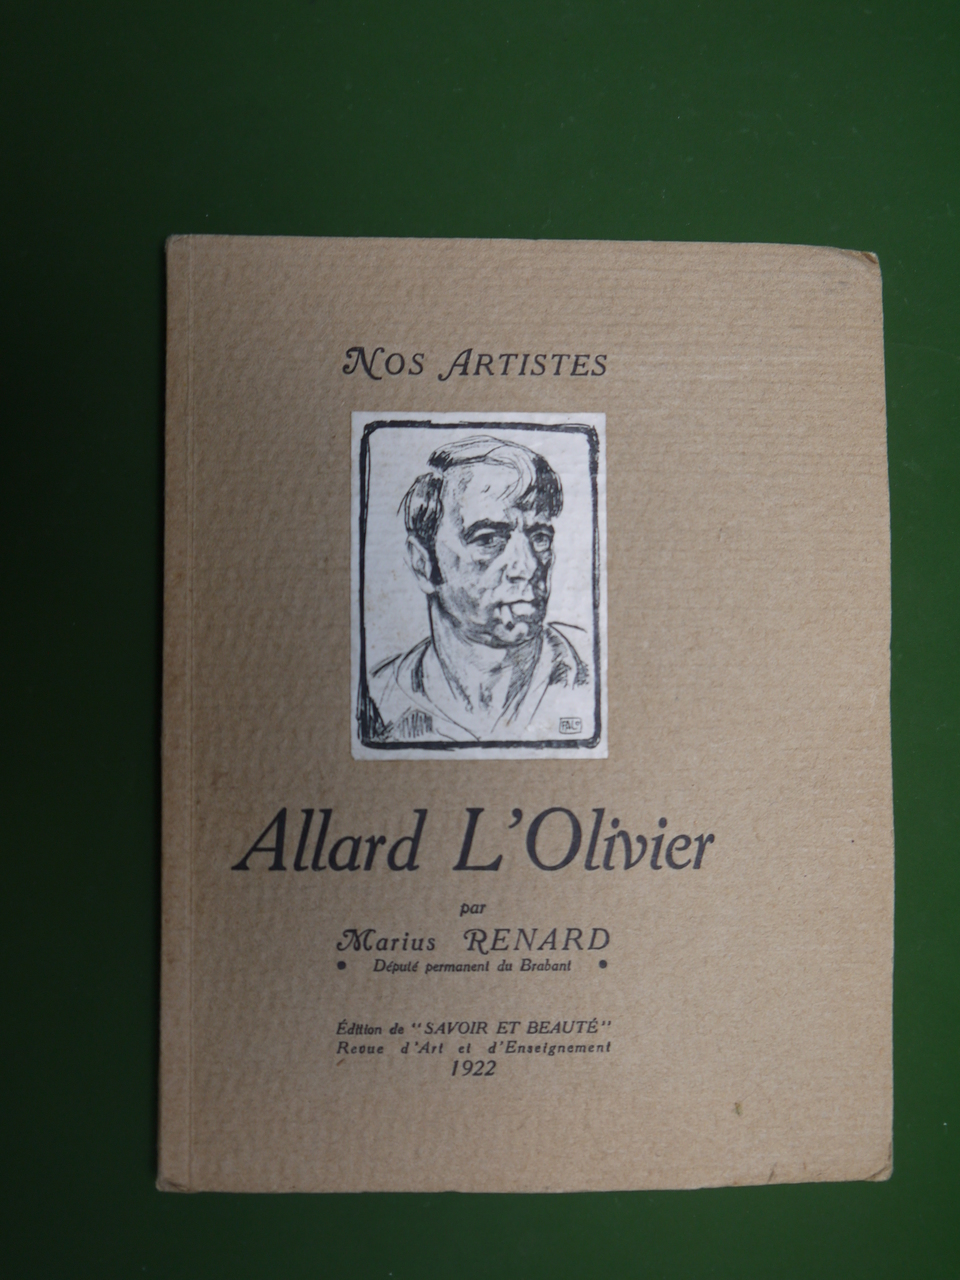 Nos Artistes
Allard L'Olivier
par
Marius RENARD
• Député permanent du Brabant •
Édition de "SAVOIR ET BEAUTÉ"
Revue d'Art et d'Enseignement
1922